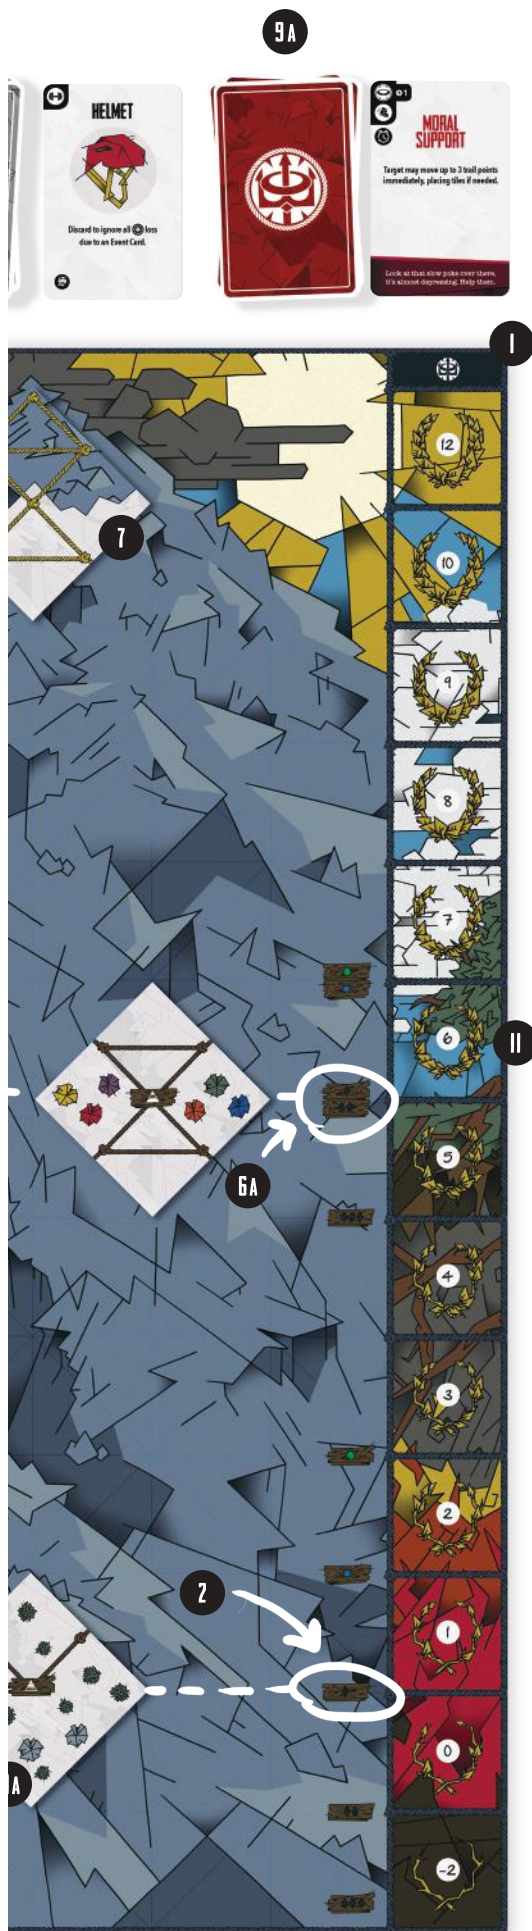 9A
HELMET
Discard to ignore all loss
due to an Event Card.
1
MORAL
SUPPORT
Target may move up to 3 trail points
immediately, placing tiles if needed.
Look at that slow poke over there,
it's almost depressing. Help them.
1
12
7
10
9
8
7
6
11
5
6A
4
3
2
2
1
0
-2